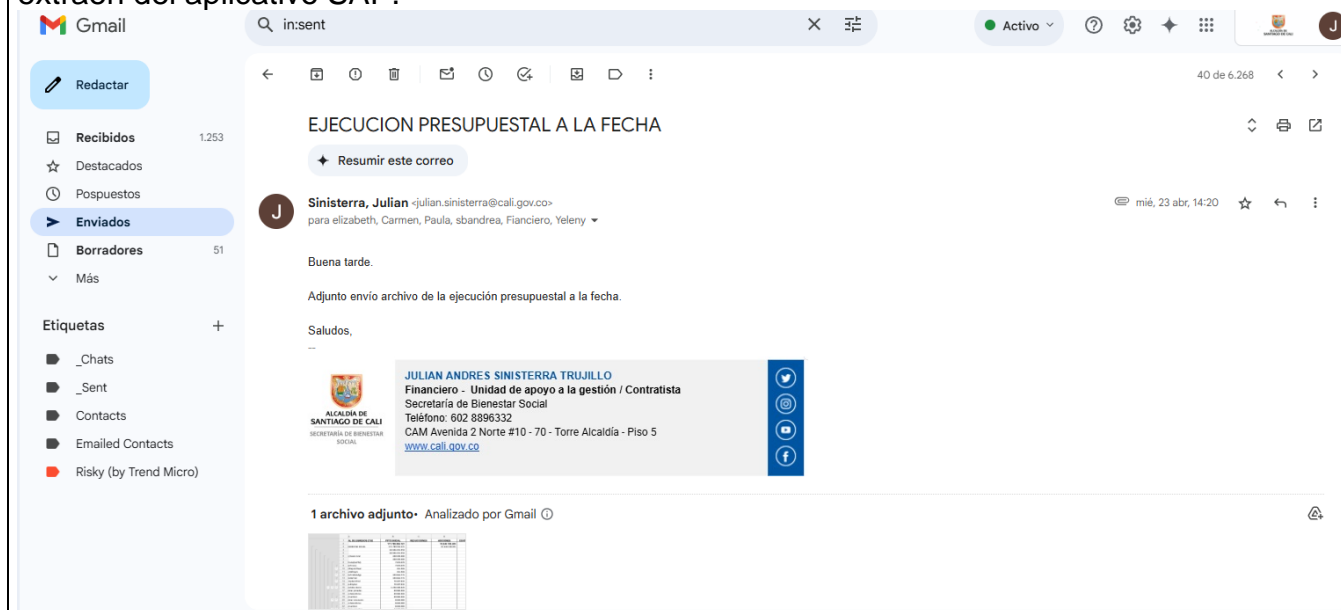 extraen del aplicativo SAP.
Gmail
in:sent
Activo
J
Redactar
40 de 6.268
EJECUCION PRESUPUESTAL A LA FECHA
Recibidos 1.253
Resumir este correo
Destacados
Pospuestos
Sinisterra, Julian <julian.sinisterra@cali.gov.co>
mié, 23 abr, 14:20
J
para elizabeth, Carmen, Paula, sbandrea, Fianciero, Yeleny
Enviados
Borradores 51
Más
Buena tarde.
Adjunto envío archivo de la ejecución presupuestal a la fecha.
Etiquetas
Saludos,
--
_Chats
_Sent
Contacts
Emailed Contacts
Risky (by Trend Micro)
ALCALDÍA DE
SANTIAGO DE CALI
SECRETARÍA DE BIENESTAR
SOCIAL
JULIAN ANDRES SINISTERRA TRUJILLO
Financiero - Unidad de apoyo a la gestión / Contratista
Secretaría de Bienestar Social
Teléfono: 602 8896332
CAM Avenida 2 Norte #10 - 70 - Torre Alcaldía - Piso 5
www.cali.gov.co
1 archivo adjunto • Analizado por Gmail